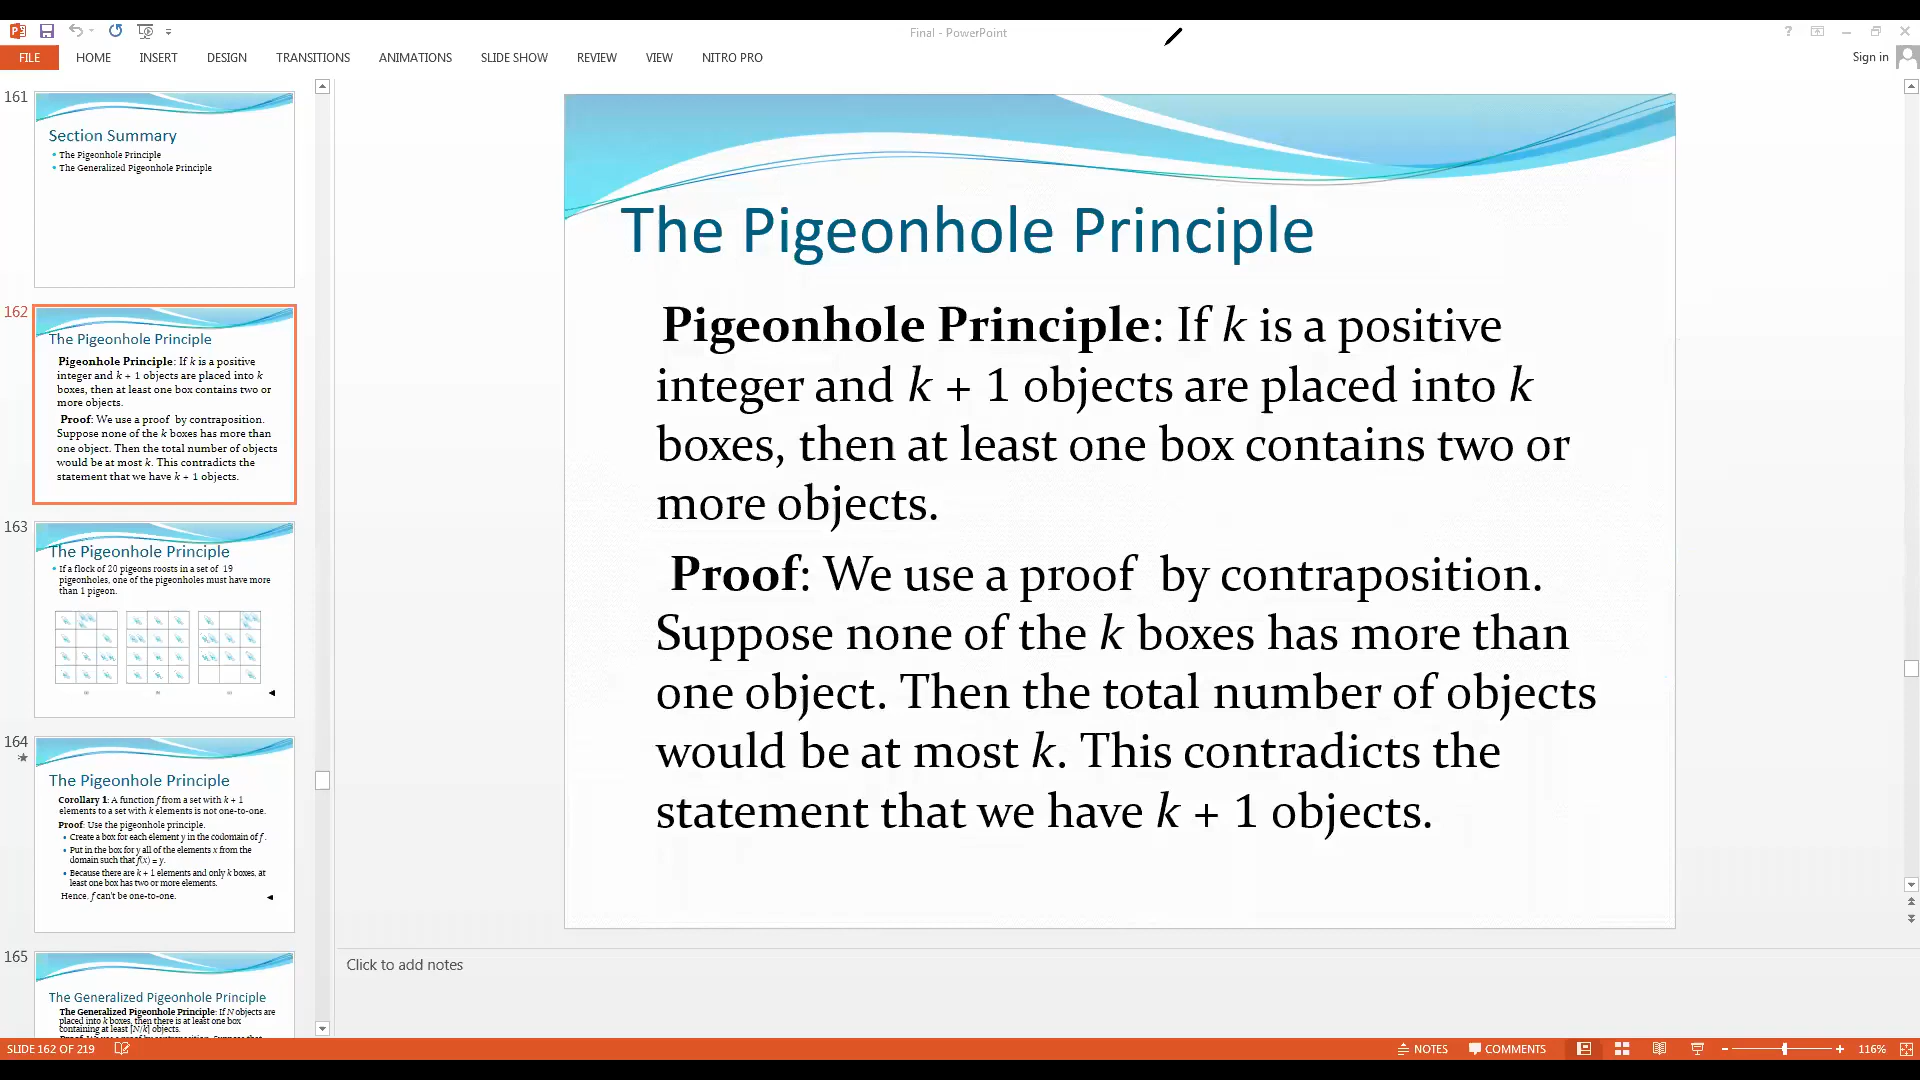 Final - PowerPoint
FILE HOME INSERT DESIGN TRANSITIONS ANIMATIONS SLIDE SHOW REVIEW VIEW NITRO PRO
Sign in
161
Section Summary
• The Pigeonhole Principle
• The Generalized Pigeonhole Principle
162
The Pigeonhole Principle
Pigeonhole Principle: If k is a positive
integer and k + 1 objects are placed into k
boxes, then at least one box contains two or
more objects.
Proof: We use a proof by contraposition.
Suppose none of the k boxes has more than
one object. Then the total number of objects
would be at most k. This contradicts the
statement that we have k + 1 objects.
163
The Pigeonhole Principle
• If a flock of 20 pigeons roosts in a set of 19
pigeonholes, one of the pigeonholes must have more
than 1 pigeon.
164
The Pigeonhole Principle
Corollary 1: A function f from a set with k + 1
elements to a set with k elements is not one-to-one.
Proof: Use the pigeonhole principle.
• Create a box for each element y in the codomain of f .
• Put in the box for y all of the elements x from the
domain such that f(x) = y.
• Because there are k + 1 elements and only k boxes, at
least one box has two or more elements.
Hence, f can't be one-to-one.
165
The Generalized Pigeonhole Principle
The Generalized Pigeonhole Principle: If N objects are
placed into k boxes, then there is at least one box
containing at least ⌈N/k⌉ objects.
The Pigeonhole Principle
Pigeonhole Principle: If k is a positive
integer and k + 1 objects are placed into k
boxes, then at least one box contains two or
more objects.
Proof: We use a proof by contraposition.
Suppose none of the k boxes has more than
one object. Then the total number of objects
would be at most k. This contradicts the
statement that we have k + 1 objects.
Click to add notes
SLIDE 162 OF 219
NOTES COMMENTS 116%